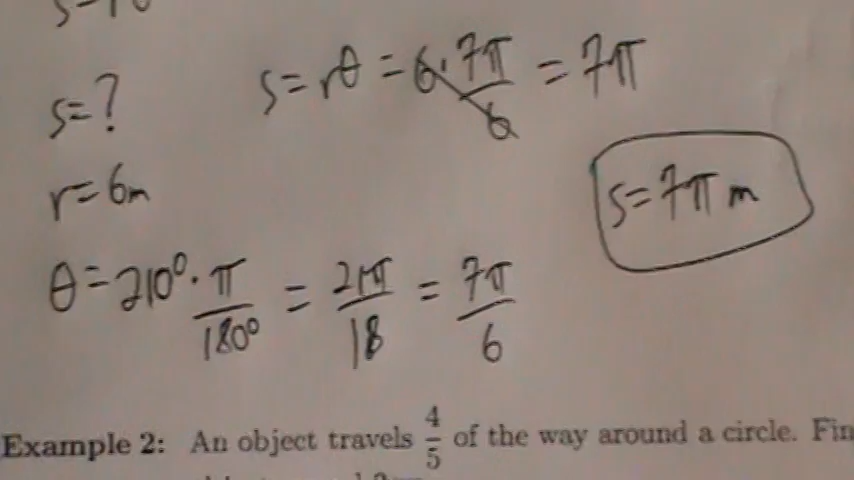 s=rθ = 6 · 7π/6 = 7π
s=?
r=6m
s=7π m
θ=210° · π/180° = 21π/18 = 7π/6
Example 2: An object travels 4/5 of the way around a circle.